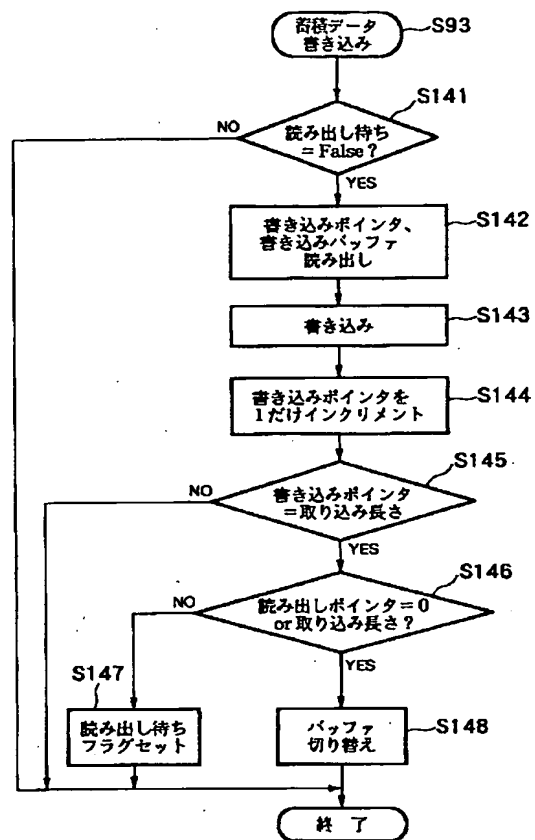 蓄積データ
書き込み
S93
S141
NO
読み出し待ち
=False?
YES
書き込みポインタ、
書き込みバッファ
読み出し
S142
書き込み
S143
書き込みポインタを
1だけインクリメント
S144
S145
NO
書き込みポインタ
=取り込み長さ
YES
S146
NO
読み出しポインタ=0
or取り込み長さ?
YES
S147
読み出し待ち
フラグセット
バッファ
切り替え
S148
終 了